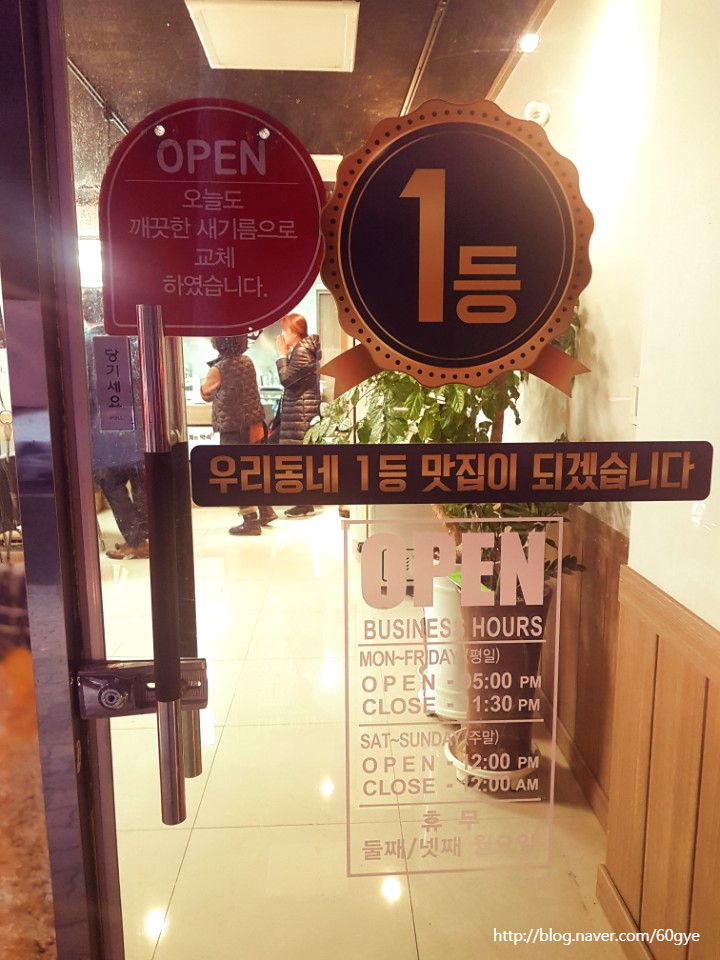 OPEN
오늘도
깨끗한 새기름으로
교체
하였습니다.
1등
당기세요
우리동네 1등 맛집이 되겠습니다
OPEN
BUSINESS HOURS
MON~FRIDAY (평일)
OPEN - 05:00 PM
CLOSE - 11:30 PM
SAT~SUNDAY (주말)
OPEN - 12:00 PM
CLOSE - 12:00 AM
휴 무
둘째/넷째 월요일
http://blog.naver.com/60gye